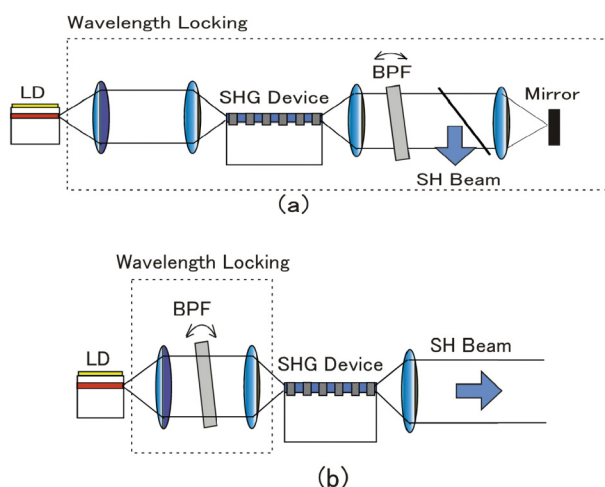 Wavelength Locking
LD
SHG Device
BPF
Mirror
SH Beam
(a)
Wavelength Locking
BPF
LD
SHG Device
SH Beam
(b)